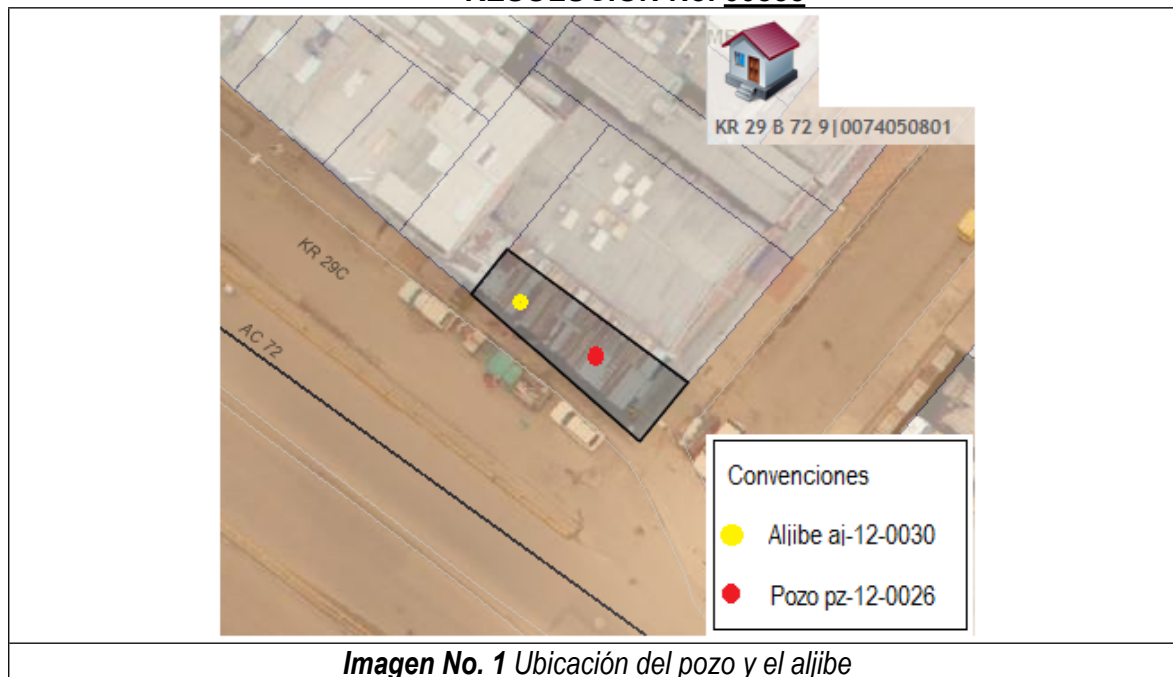 KR 29 B 72 9|0074050801
KR 29C
AC 72
Convenciones
Aljibe aj-12-0030
Pozo pz-12-0026
Imagen No. 1 Ubicación del pozo y el aljibe